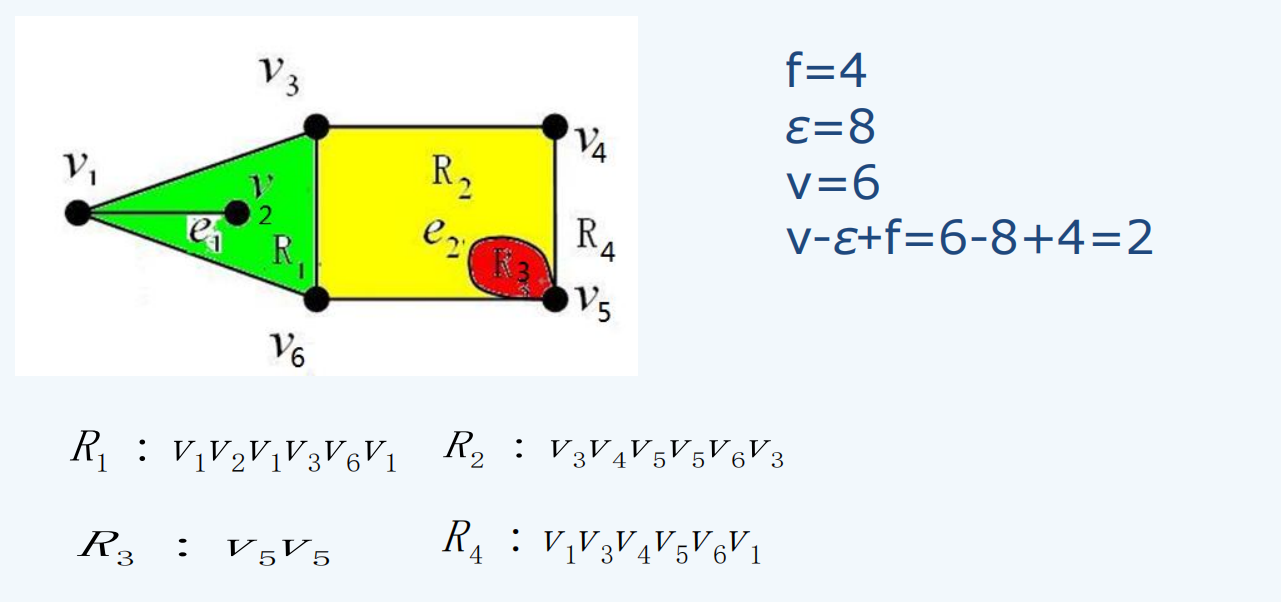 v₃
v₄
v₁
v₂
R₂
e₁
R₁
e₂'
R₃
R₄
v₅
v₆
f=4
ε=8
v=6
v-ε+f=6-8+4=2
R₁ : v₁v₂v₁v₃v₆v₁ R₂ : v₃v₄v₅v₅v₆v₃
R₃ : v₅v₅ R₄ : v₁v₃v₄v₅v₆v₁